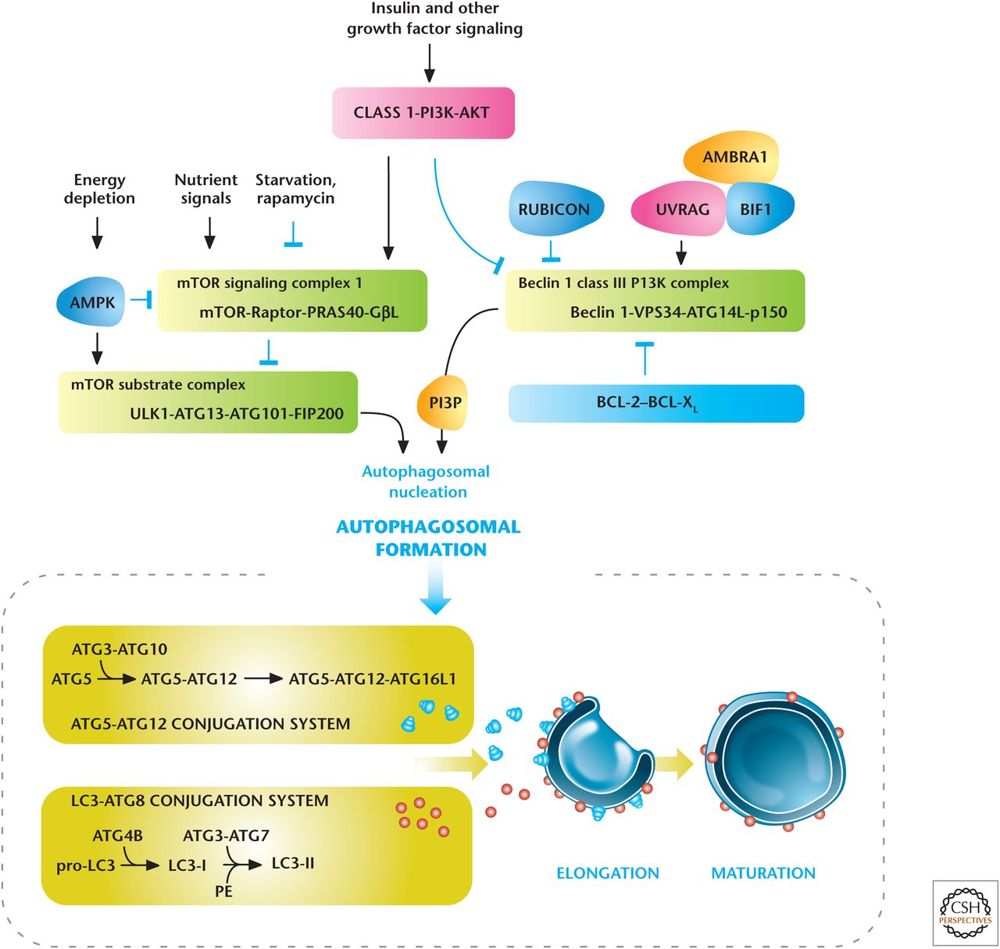 Insulin and other
growth factor signaling
CLASS 1-PI3K-AKT
Energy
depletion
Nutrient
signals
Starvation,
rapamycin
RUBICON
AMBRA1
UVRAG
BIF1
AMPK
mTOR signaling complex 1
mTOR-Raptor-PRAS40-GβL
Beclin 1 class III P13K complex
Beclin 1-VPS34-ATG14L-p150
mTOR substrate complex
ULK1-ATG13-ATG101-FIP200
PI3P
BCL-2–BCL-XL
Autophagosomal
nucleation
AUTOPHAGOSOMAL
FORMATION
ATG3-ATG10
ATG5
ATG5-ATG12
ATG5-ATG12-ATG16L1
ATG5-ATG12 CONJUGATION SYSTEM
LC3-ATG8 CONJUGATION SYSTEM
ATG4B
ATG3-ATG7
pro-LC3
LC3-I
LC3-II
PE
ELONGATION
MATURATION
CSH
PERSPECTIVES